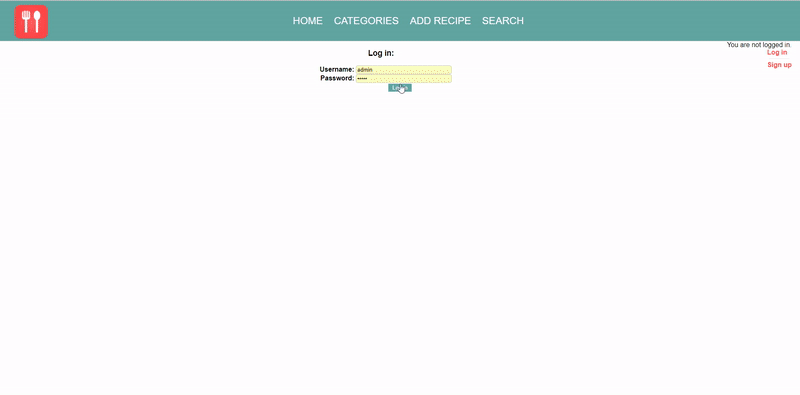 HOME CATEGORIES ADD RECIPE SEARCH
You are not logged in.
Log in
Sign up
Log in:
Username: admin
Password: •••••